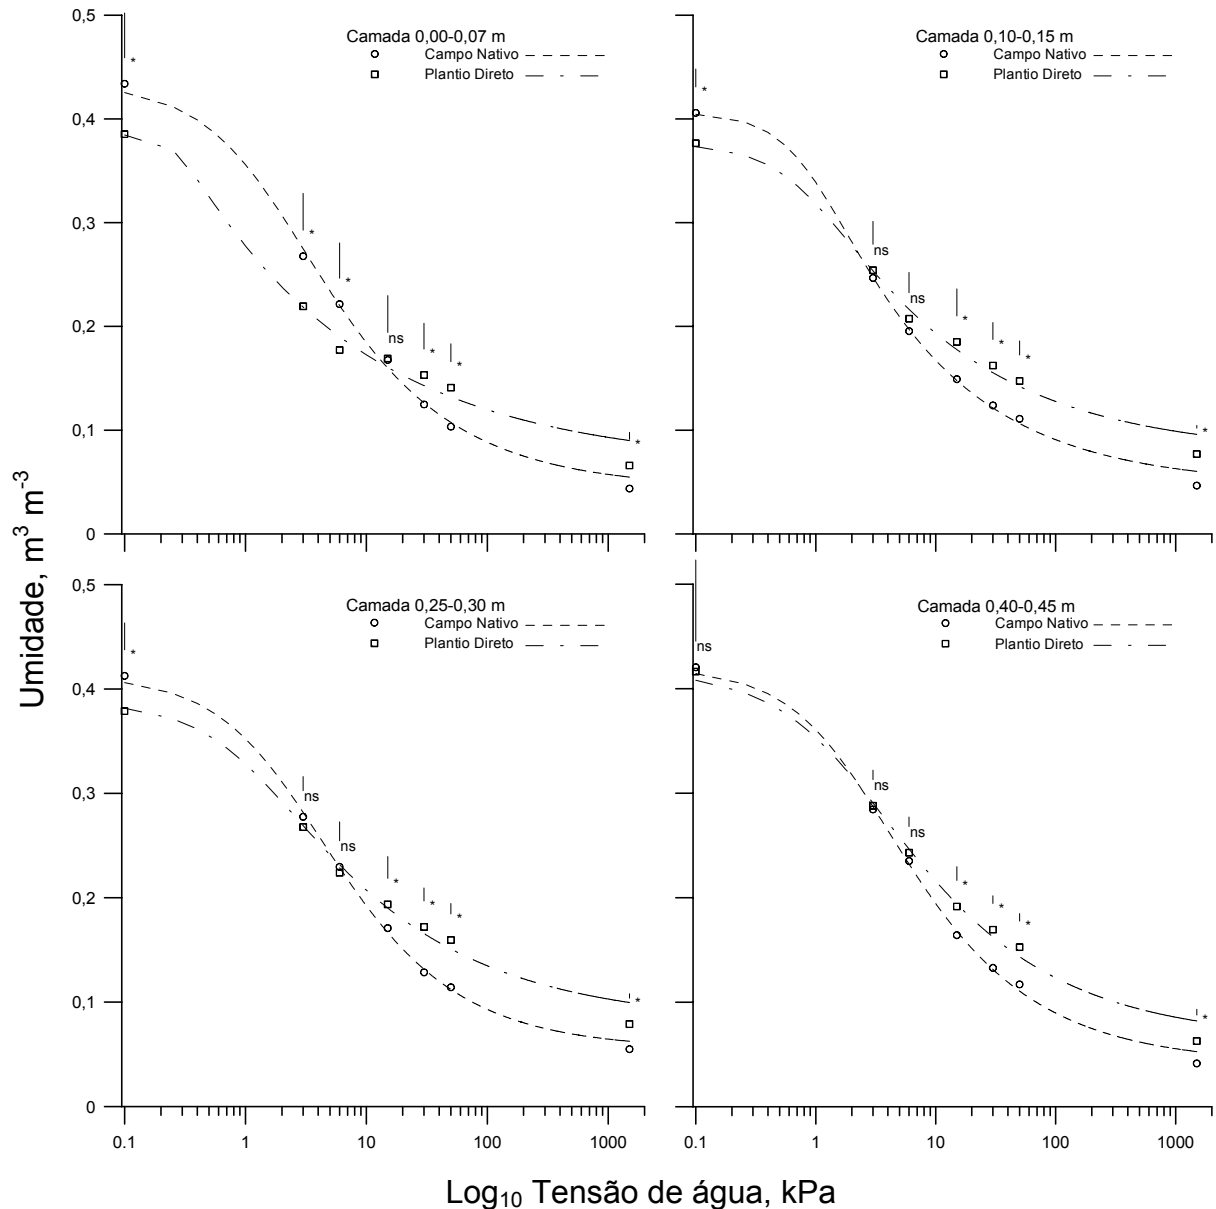 Umidade, m³ m⁻³
0,5
0,4
0,3
0,2
0,1
0
Camada 0,00-0,07 m
Campo Nativo
Plantio Direto
*
*
*
ns
*
*
*
Camada 0,10-0,15 m
Campo Nativo
Plantio Direto
*
ns
ns
*
*
*
*
0,5
0,4
0,3
0,2
0,1
0
Camada 0,25-0,30 m
Campo Nativo
Plantio Direto
*
ns
ns
*
*
*
*
Camada 0,40-0,45 m
Campo Nativo
Plantio Direto
ns
ns
ns
*
*
*
*
0.1 1 10 100 1000
0.1 1 10 100 1000
Log₁₀ Tensão de água, kPa